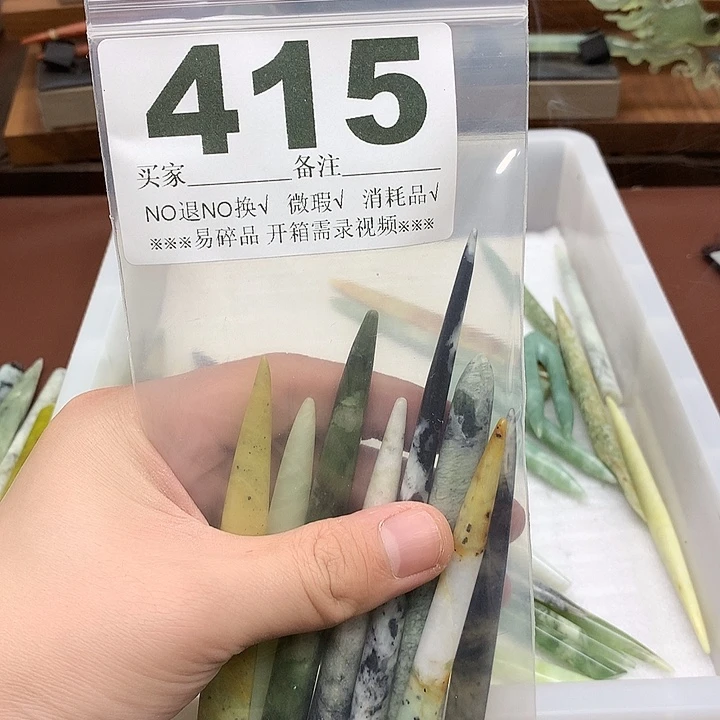 415
买家________备注________
NO退NO换√ 微瑕√ 消耗品√
※※※易碎品 开箱需录视频※※※